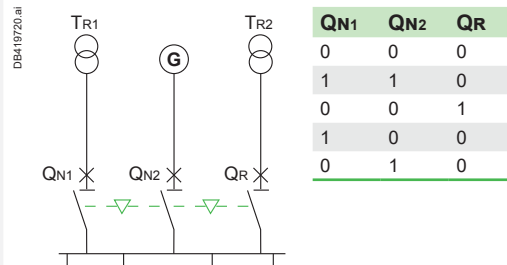 DB419720.ai
TR1
TR2
G
QN1
QN2
QR
QN1 QN2 QR
0 0 0
1 1 0
0 0 1
1 0 0
0 1 0